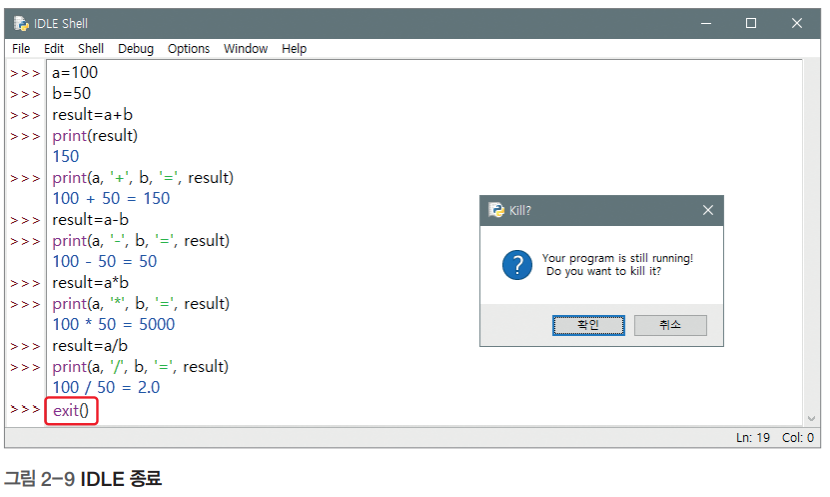 IDLE Shell
File Edit Shell Debug Options Window Help
>>> a=100
>>> b=50
>>> result=a+b
>>> print(result)
150
>>> print(a, '+', b, '=', result)
100 + 50 = 150
>>> result=a-b
>>> print(a, '-', b, '=', result)
100 - 50 = 50
>>> result=a*b
>>> print(a, '*', b, '=', result)
100 * 50 = 5000
>>> result=a/b
>>> print(a, '/', b, '=', result)
100 / 50 = 2.0
>>> exit()
Kill?
Your program is still running!
Do you want to kill it?
확인 취소
Ln: 19 Col: 0
그림 2-9 IDLE 종료